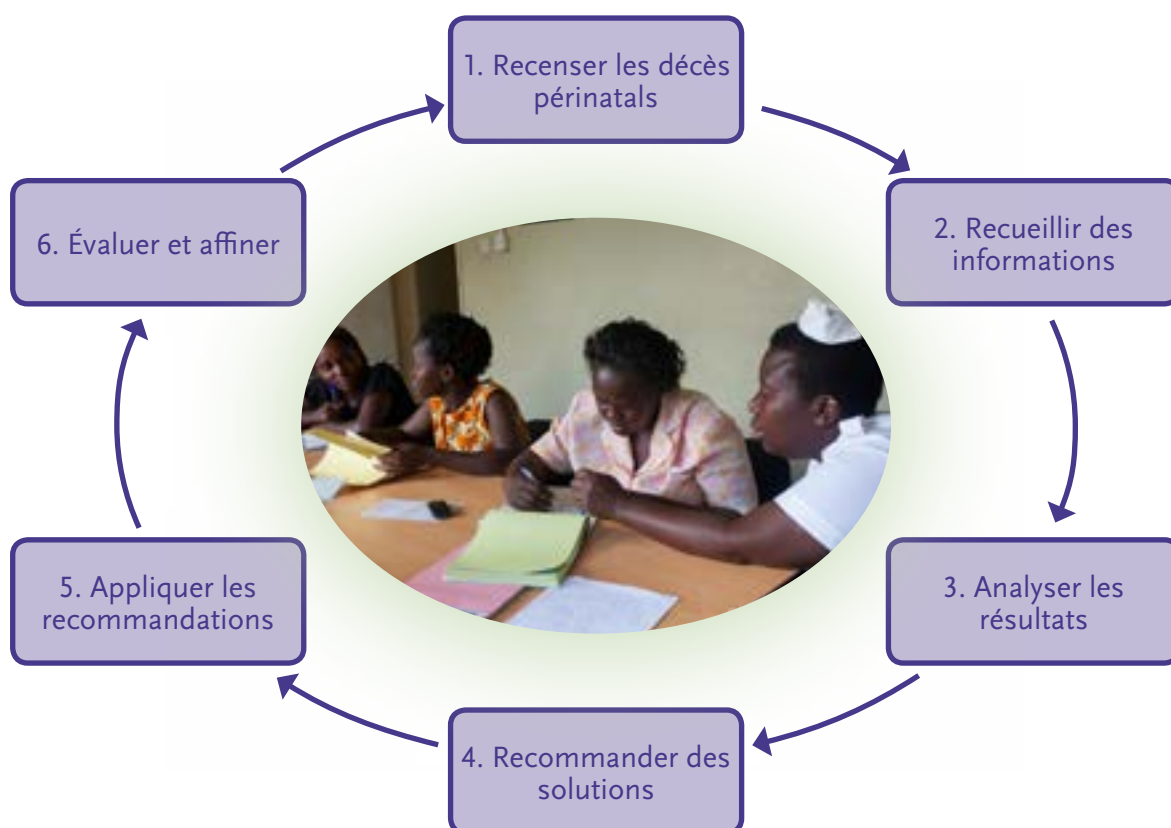 1. Recenser les décès
périnatals
2. Recueillir des
informations
3. Analyser les
résultats
4. Recommander des
solutions
5. Appliquer les
recommandations
6. Évaluer et affiner